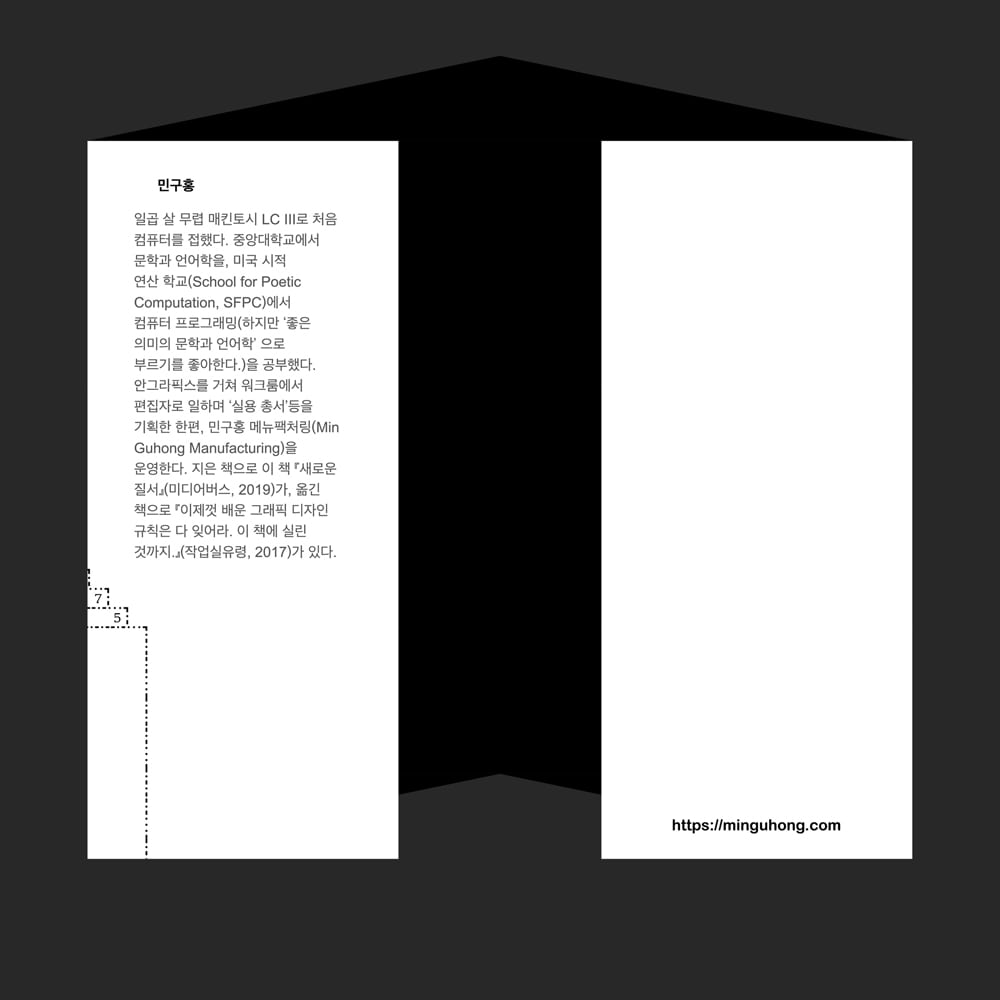 민구홍
일곱 살 무렵 매킨토시 LC III로 처음
컴퓨터를 접했다. 중앙대학교에서
문학과 언어학을, 미국 시적
연산 학교(School for Poetic
Computation, SFPC)에서
컴퓨터 프로그래밍(하지만 ‘좋은
의미의 문학과 언어학’ 으로
부르기를 좋아한다.)을 공부했다.
안그라픽스를 거쳐 워크룸에서
편집자로 일하며 ‘실용 총서’등을
기획한 한편, 민구홍 메뉴팩처링(Min
Guhong Manufacturing)을
운영한다. 지은 책으로 이 책 『새로운
질서』(미디어버스, 2019)가, 옮긴
책으로 『이제껏 배운 그래픽 디자인
규칙은 다 잊어라. 이 책에 실린
것까지.』(작업실유령, 2017)가 있다.
7
5
https://minguhong.com